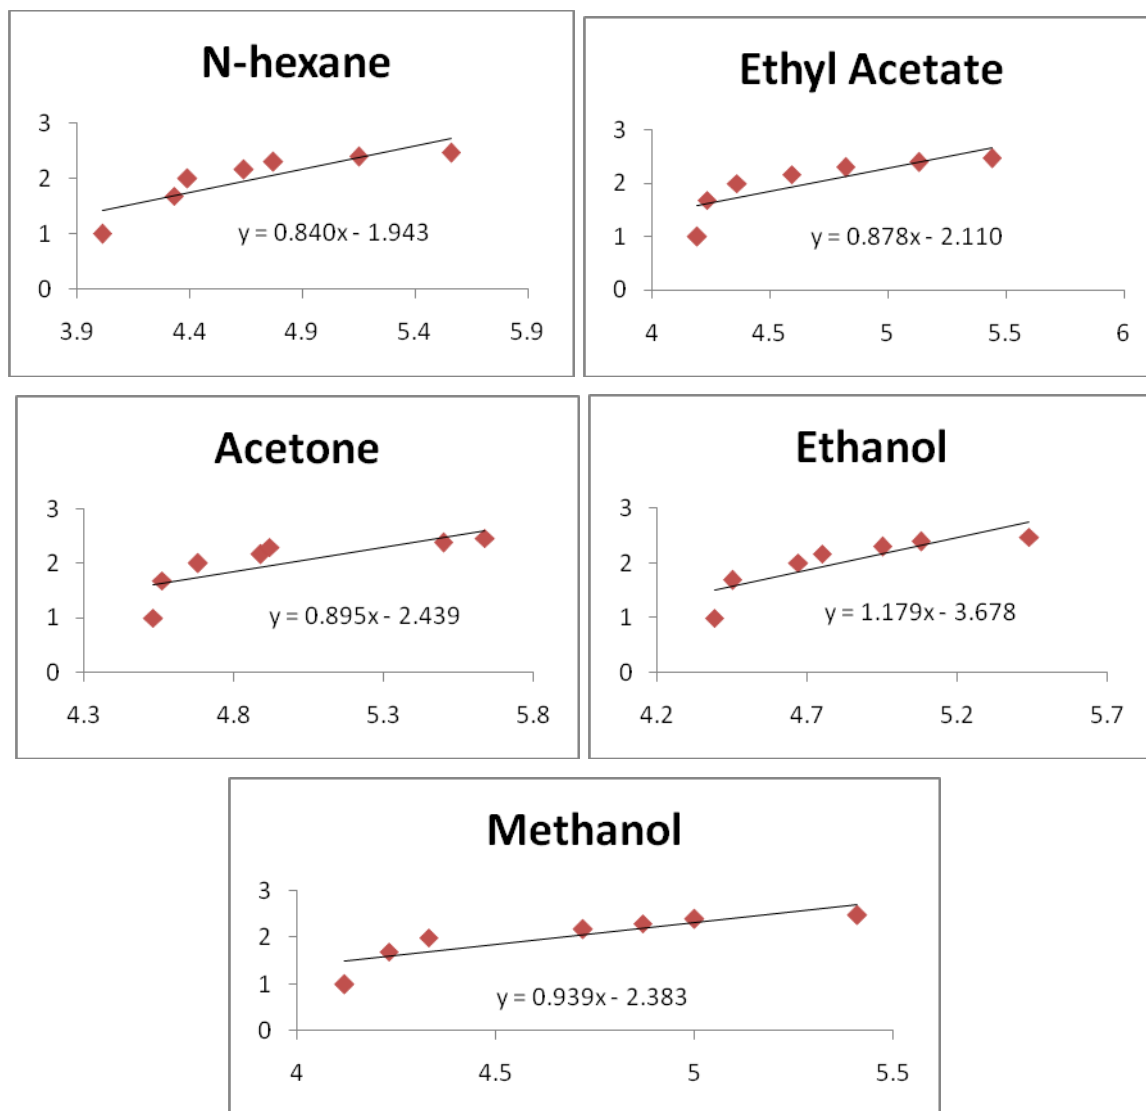 N-hexane
3
2
1
0
y = 0.840x - 1.943
3.9 4.4 4.9 5.4 5.9
Ethyl Acetate
3
2
1
0
y = 0.878x - 2.110
4 4.5 5 5.5 6
Acetone
3
2
1
0
y = 0.895x - 2.439
4.3 4.8 5.3 5.8
Ethanol
3
2
1
0
y = 1.179x - 3.678
4.2 4.7 5.2 5.7
Methanol
3
2
1
0
y = 0.939x - 2.383
4 4.5 5 5.5